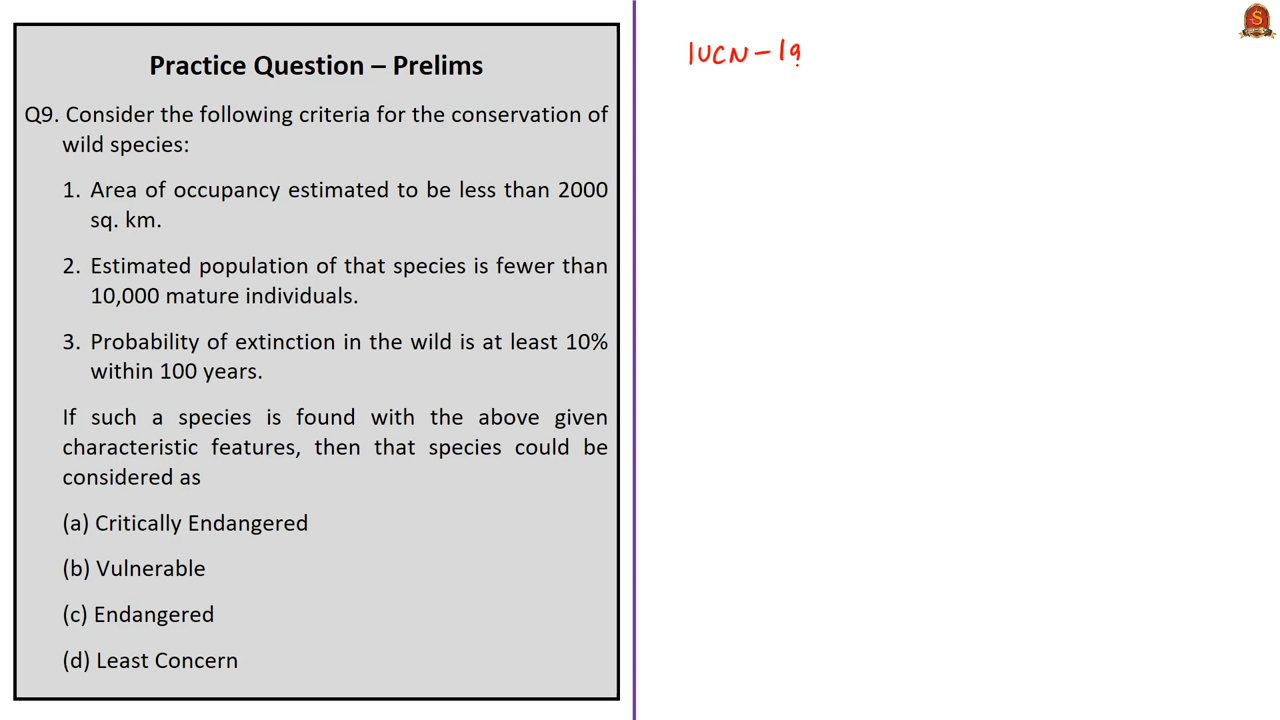 Practice Question – Prelims
Q9. Consider the following criteria for the conservation of
wild species:
1. Area of occupancy estimated to be less than 2000
sq. km.
2. Estimated population of that species is fewer than
10,000 mature individuals.
3. Probability of extinction in the wild is at least 10%
within 100 years.
If such a species is found with the above given
characteristic features, then that species could be
considered as
(a) Critically Endangered
(b) Vulnerable
(c) Endangered
(d) Least Concern
IUCN – 19
S